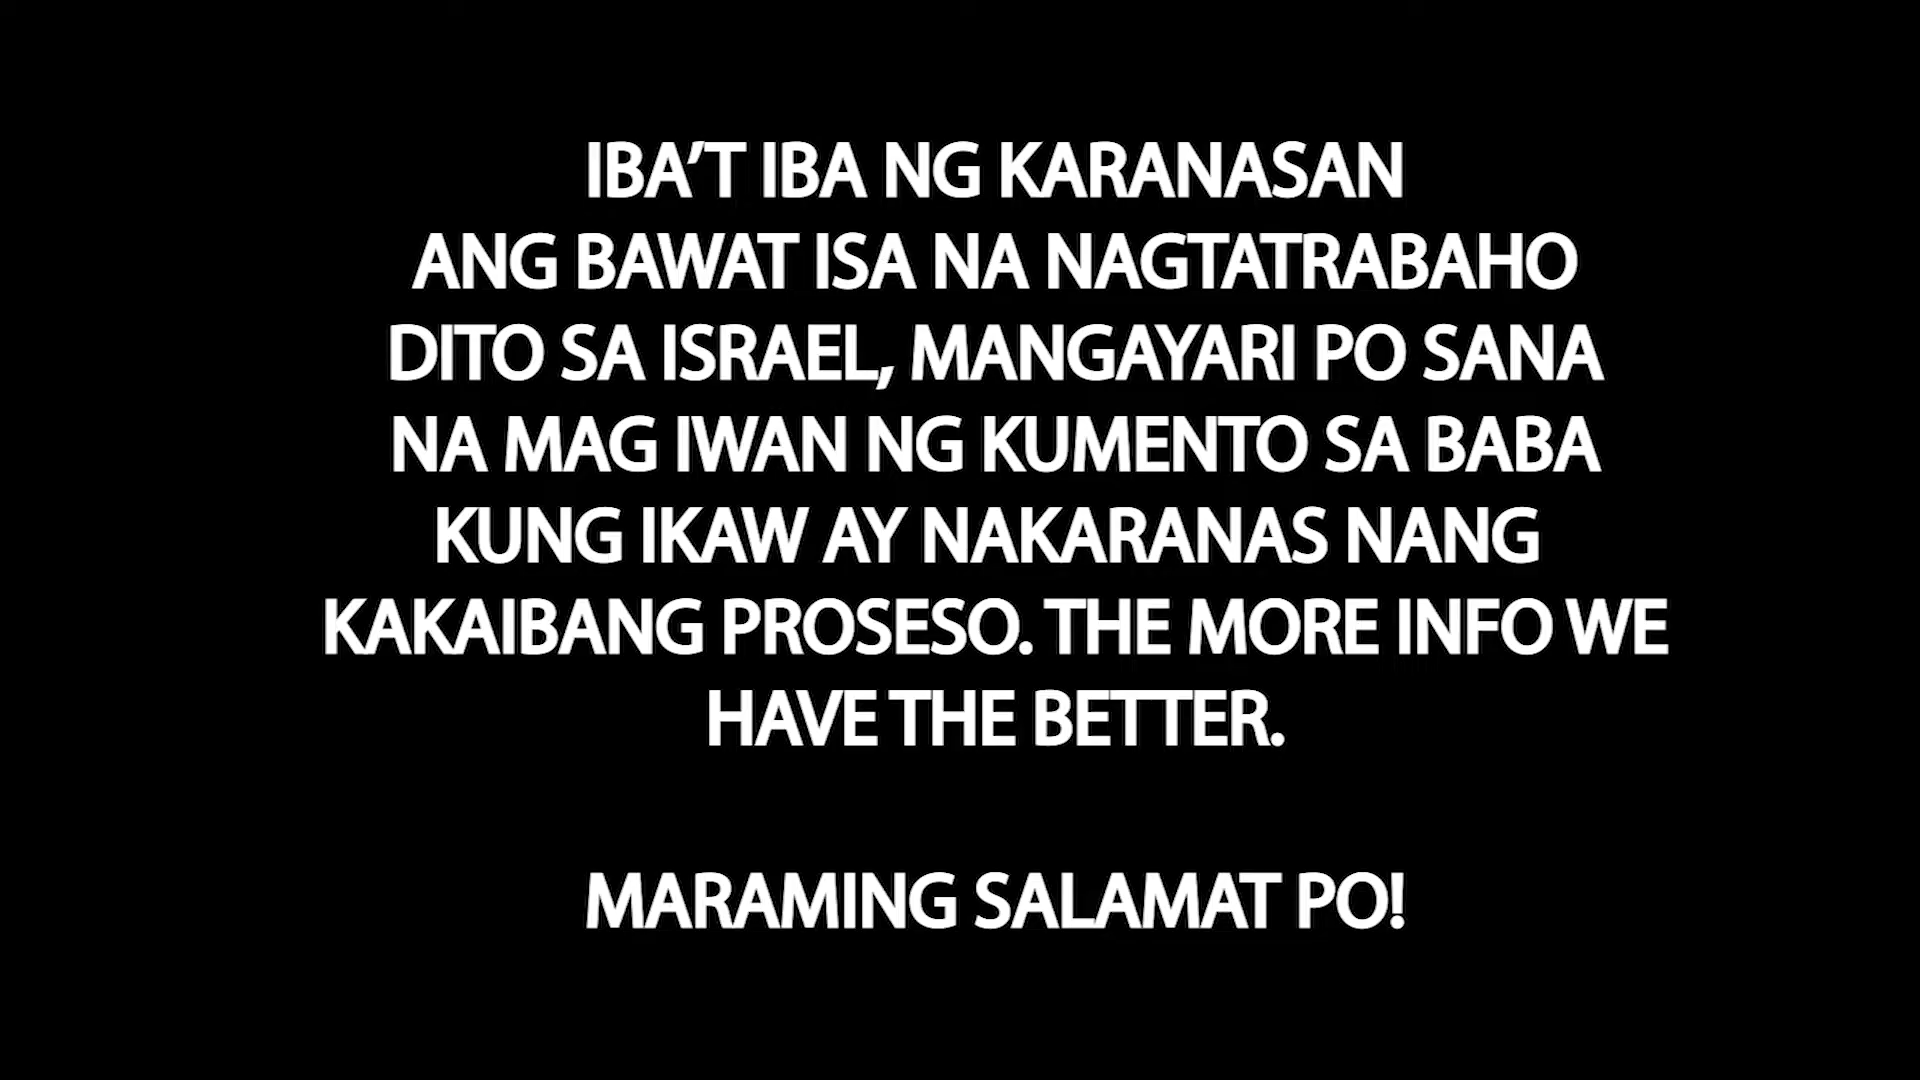 IBA’T IBA NG KARANASAN
ANG BAWAT ISA NA NAGTATRABAHO
DITO SA ISRAEL, MANGAYARI PO SANA
NA MAG IWAN NG KUMENTO SA BABA
KUNG IKAW AY NAKARANAS NANG
KAKAIBANG PROSESO. THE MORE INFO WE
HAVE THE BETTER.
MARAMING SALAMAT PO!